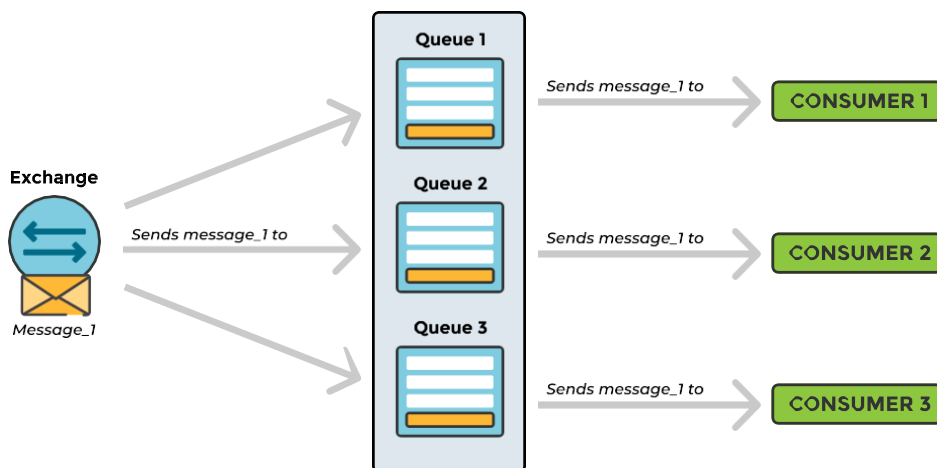 Queue 1
Sends message_1 to
CONSUMER 1
Exchange
Queue 2
Sends message_1 to
Sends message_1 to
CONSUMER 2
Message_1
Queue 3
Sends message_1 to
CONSUMER 3